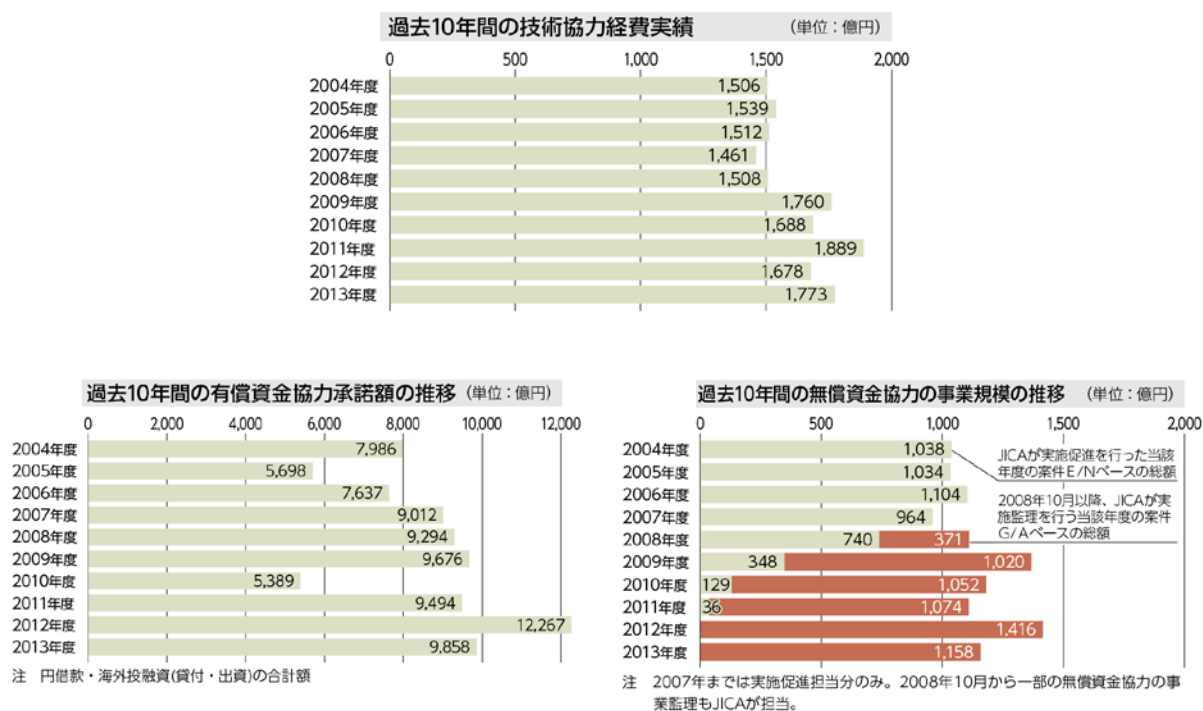 過去10年間の技術協力経費実績 （単位：億円）
0 500 1,000 1,500 2,000
2004年度 1,506
2005年度 1,539
2006年度 1,512
2007年度 1,461
2008年度 1,508
2009年度 1,760
2010年度 1,688
2011年度 1,889
2012年度 1,678
2013年度 1,773
過去10年間の有償資金協力承諾額の推移 （単位：億円）
0 2,000 4,000 6,000 8,000 10,000 12,000
2004年度 7,986
2005年度 5,698
2006年度 7,637
2007年度 9,012
2008年度 9,294
2009年度 9,676
2010年度 5,389
2011年度 9,494
2012年度 12,267
2013年度 9,858
注 円借款・海外投融資(貸付・出資)の合計額
過去10年間の無償資金協力の事業規模の推移 （単位：億円）
0 500 1,000 1,500 2,000
2004年度 1,038
2005年度 1,034
2006年度 1,104
2007年度 964
2008年度 740 371
2009年度 348 1,020
2010年度 129 1,052
2011年度 36 1,074
2012年度 1,416
2013年度 1,158
JICAが実施促進を行った当該
年度の案件E/Nベースの総額
2008年10月以降、JICAが実
施監理を行う当該年度の案件
G/Aベースの総額
注 2007年までは実施促進担当分のみ。2008年10月から一部の無償資金協力の事
業監理もJICAが担当。